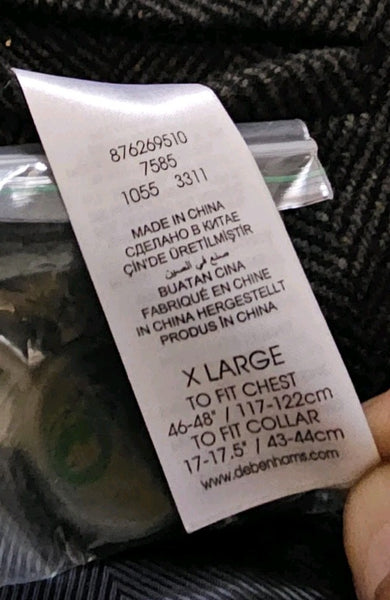 876269510
7585
1055 3311
MADE IN CHINA
СДЕЛАНО В КИТАЕ
ÇİN'DE ÜRETİLMİŞTİR
صنع في الصين
BUATAN CINA
FABRIQUÉ EN CHINE
IN CHINA HERGESTELLT
PRODUS ÎN CHINA
X LARGE
TO FIT CHEST
46-48" / 117-122cm
TO FIT COLLAR
17-17.5" / 43-44cm
www.debenhams.com